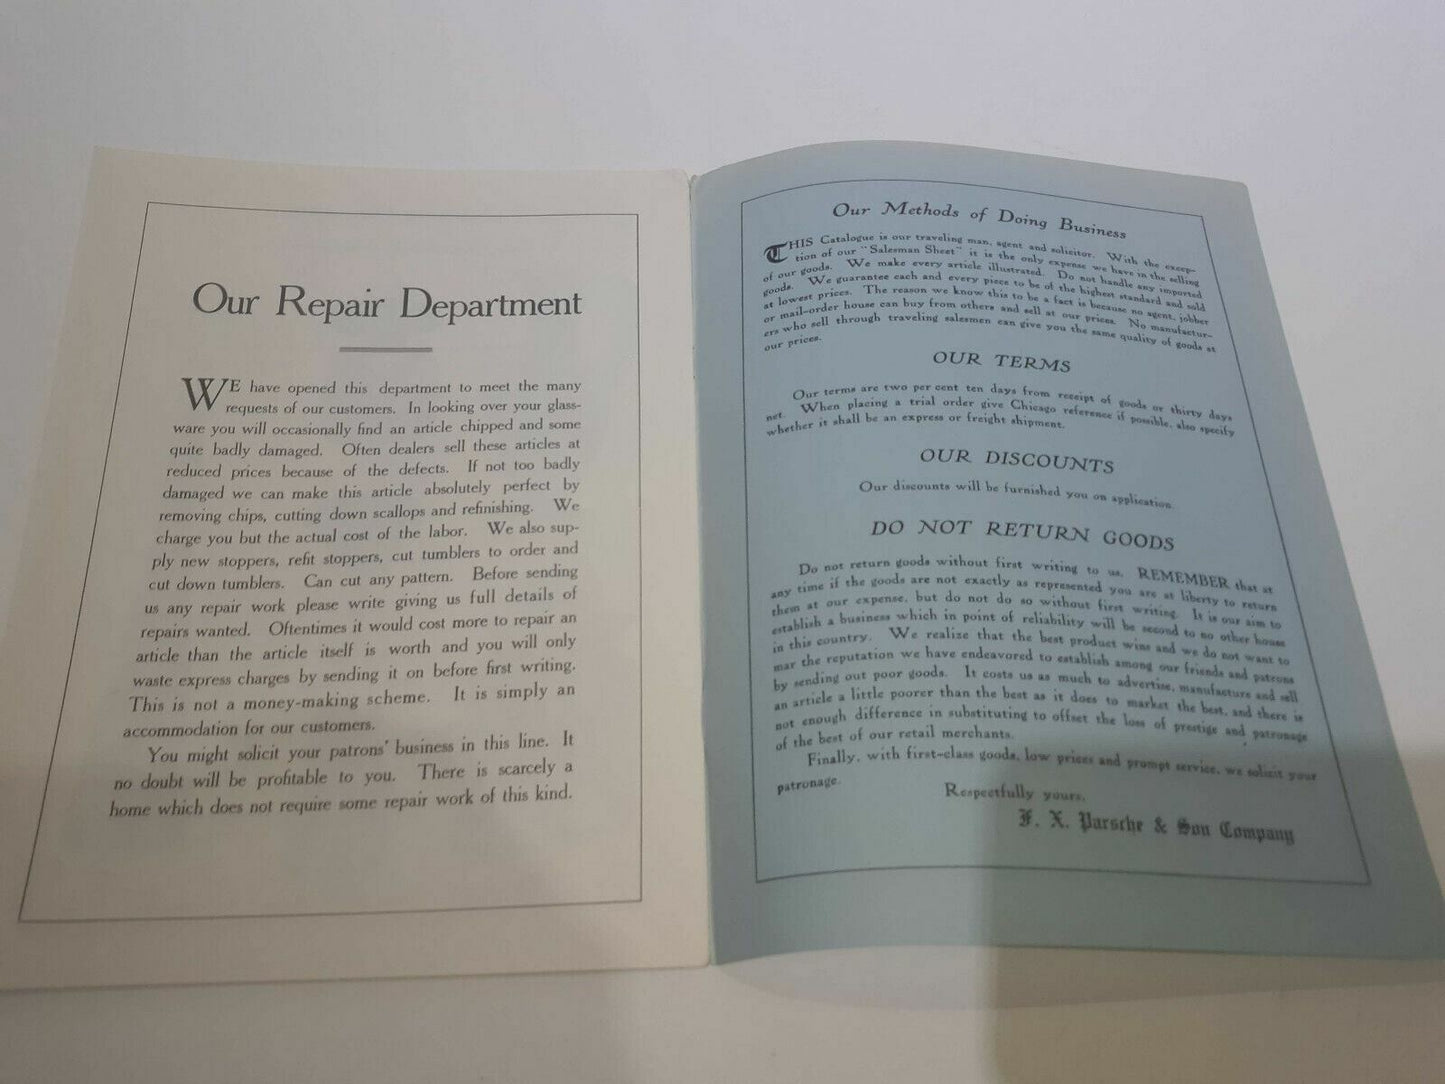 Our Repair Department
WE have opened this department to meet the many
requests of our customers. In looking over your glass-
ware you will occasionally find an article chipped and some
quite badly damaged. Often dealers sell these articles at
reduced prices because of the defects. If not too badly
damaged we can make this article absolutely perfect by
removing chips, cutting down scallops and refinishing. We
charge you but the actual cost of the labor. We also sup-
ply new stoppers, refit stoppers, cut tumblers to order and
cut down tumblers. Can cut any pattern. Before sending
us any repair work please write giving us full details of
repairs wanted. Oftentimes it would cost more to repair an
article than the article itself is worth and you will only
waste express charges by sending it on before first writing.
This is not a money-making scheme. It is simply an
accommodation for our customers.
You might solicit your patrons' business in this line. It
no doubt will be profitable to you. There is scarcely a
home which does not require some repair work of this kind.
Our Methods of Doing Business
THIS Catalogue is our traveling man, agent and solicitor. With the excep-
tion of our "Salesman Sheet" it is the only expense we have in the selling
of our goods. We make every article illustrated. Do not handle any imported
goods. We guarantee each and every piece to be of the highest standard and sold
at lowest prices. The reason we know this to be a fact is because no agent, jobber
or mail-order house can buy from others and sell at our prices. No manufactur-
ers who sell through traveling salesmen can give you the same quality of goods at
our prices.
OUR TERMS
Our terms are two per cent ten days from receipt of goods or thirty days
net. When placing a trial order give Chicago reference if possible, also specify
whether it shall be an express or freight shipment.
OUR DISCOUNTS
Our discounts will be furnished you on application.
DO NOT RETURN GOODS
Do not return goods without first writing to us. REMEMBER that at
any time if the goods are not exactly as represented you are at liberty to return
them at our expense, but do not do so without first writing. It is our aim to
establish a business which in point of reliability will be second to no other house
in this country. We realize that the best product wins and we do not want to
mar the reputation we have endeavored to establish among our friends and patrons
by sending out poor goods. It costs us as much to advertise, manufacture and sell
an article a little poorer than the best as it does to market the best, and there is
not enough difference in substituting to offset the loss of prestige and patronage
of the best of our retail merchants.
Finally, with first-class goods, low prices and prompt service, we solicit your
patronage.
Respectfully yours,
F. X. Parsche & Son Company